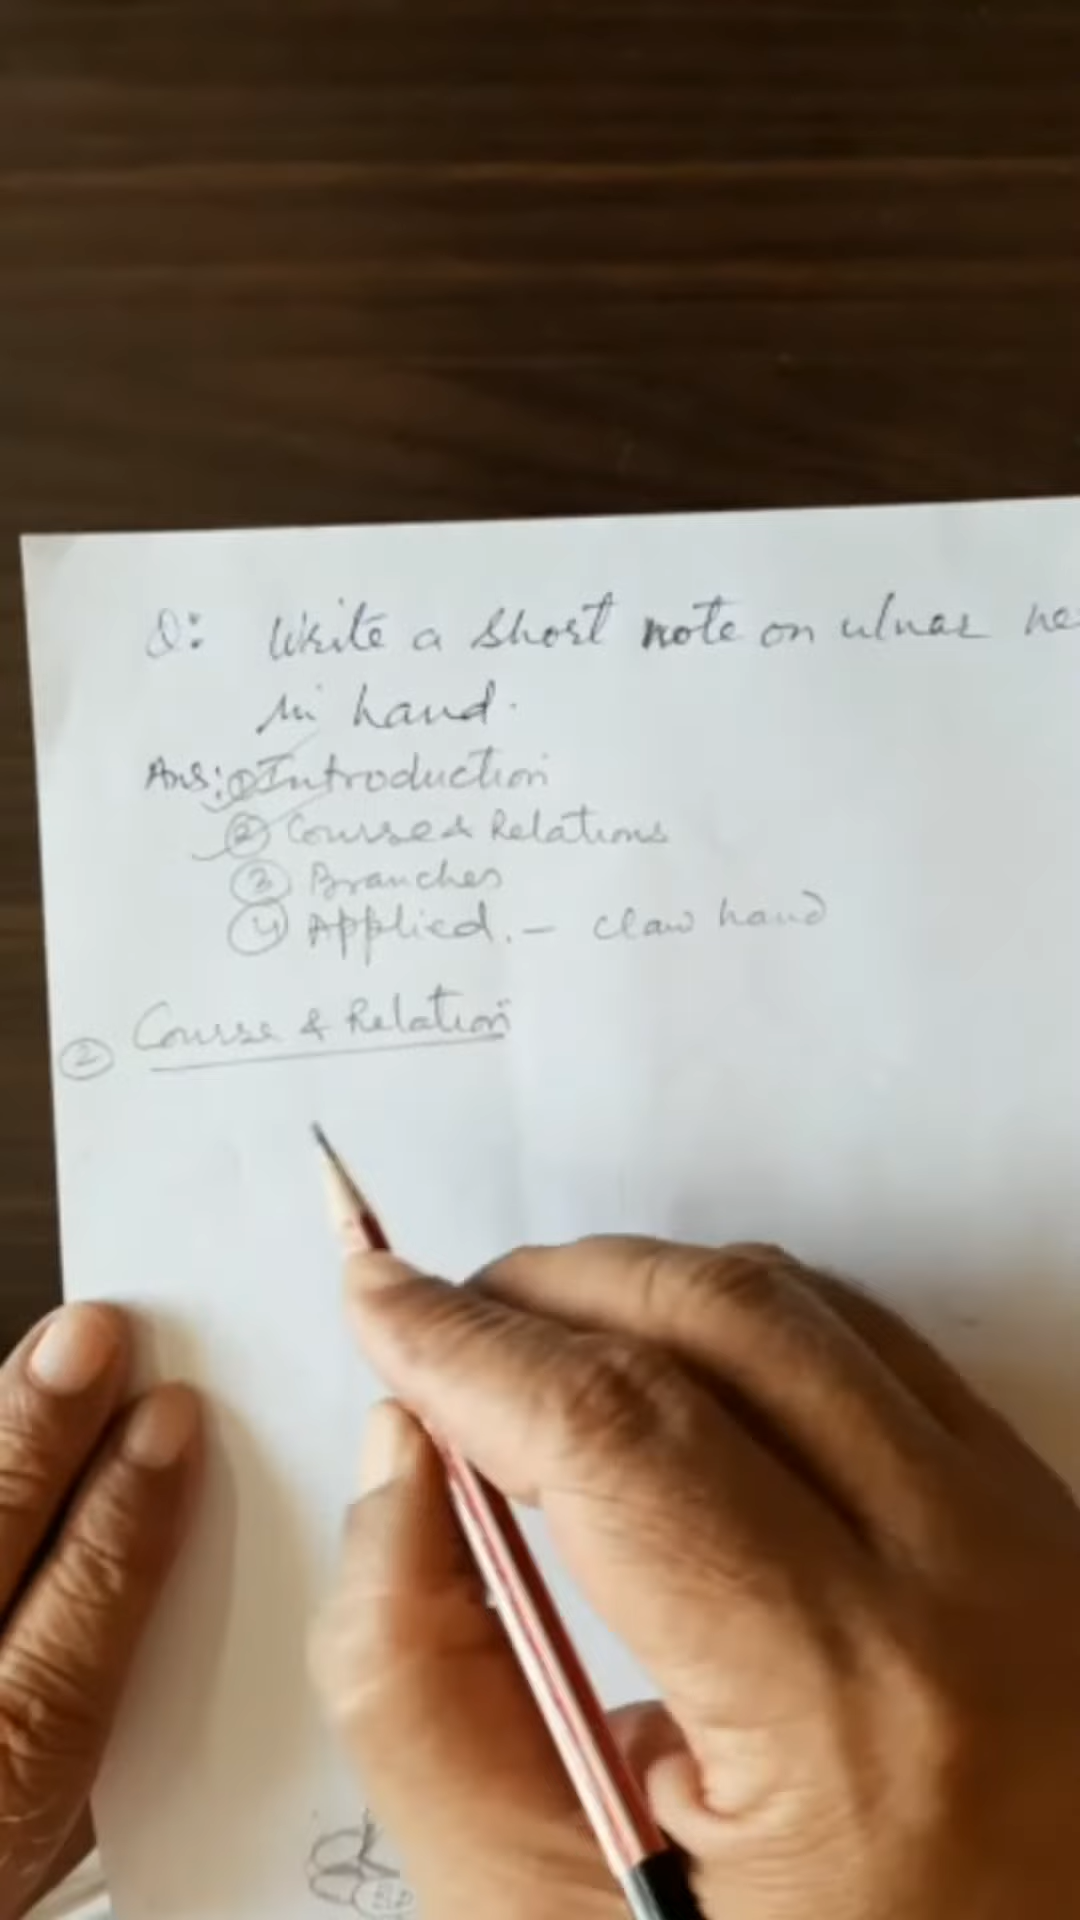 Q: Write a short note on ulnar ne
in hand.
Ans: ① Introduction
② Course & Relations
③ Branches
④ Applied. - claw hand
② Course & Relation